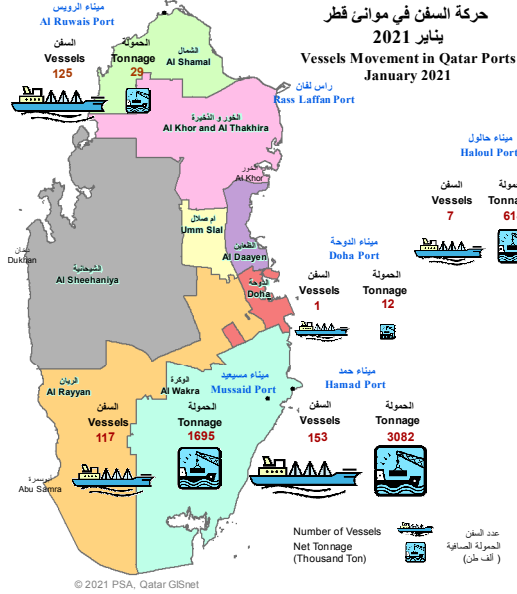 حركة السفن في موانئ قطر
يناير 2021
Vessels Movement in Qatar Ports
January 2021
ميناء الرويس
Al Ruwais Port
السفن
Vessels
125
الحمولة
Tonnage
29
الشمال
Al Shamal
راس لفان
Rass Laffan Port
الخور و الذخيرة
Al Khor and Al Thakhira
الخور
Al Khor
ميناء حالول
Haloul Port
السفن
Vessels
7
ام صلال
Umm Slal
الظعاين
Al Daayen
دخان
Dukhan
الشيحانية
Al Sheehaniya
ميناء الدوحة
Doha Port
السفن
Vessels
1
الحمولة
Tonnage
12
الدوحة
Doha
الريان
Al Rayyan
الوكرة
Al Wakra
ميناء مسيعيد
Mussaid Port
السفن
Vessels
117
الحمولة
Tonnage
1695
ميناء حمد
Hamad Port
السفن
Vessels
153
الحمولة
Tonnage
3082
ابوسمرة
Abu Samra
Number of Vessels
عدد السفن
Net Tonnage
(Thousand Ton)
الحمولة الصافية
( ألف طن)
© 2021 PSA, Qatar GISnet